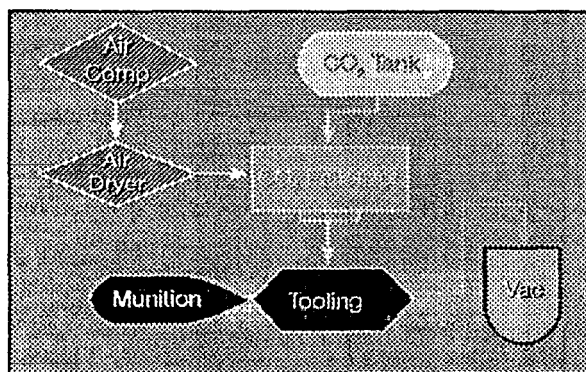 Air
Comp
CO₂ Tank
Air
Dryer
Munition
Tooling
Vac